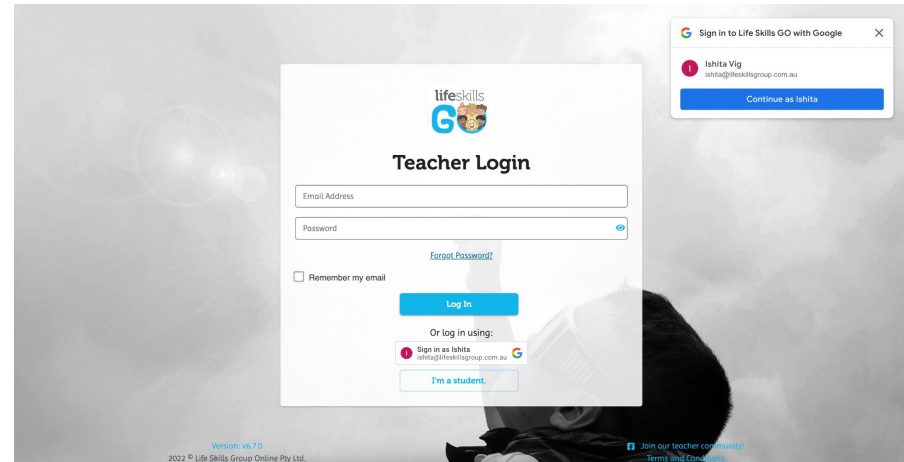 Sign in to Life Skills GO with Google
I
Ishita Vig
ishita@lifeskillsgroup.com.au
Continue as Ishita
lifeskills
GO
Teacher Login
Email Address
Password
Forgot Password?
Remember my email
Log In
Or log in using:
I
Sign in as Ishita
ishita@lifeskillsgroup.com.au
I'm a student.
Version: v6.7.0
2022 © Life Skills Group Online Pty Ltd.
Join our teacher community!
Terms and Conditions